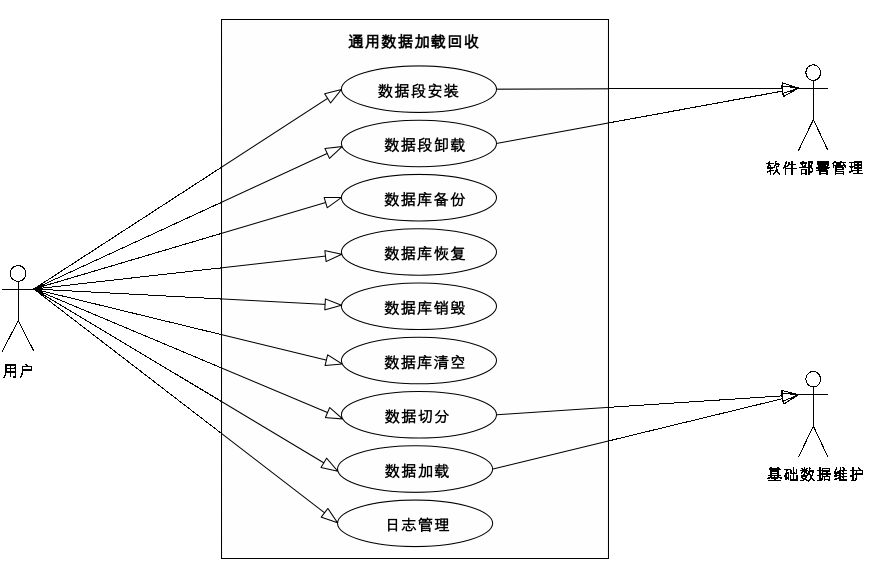 通用数据加载回收
数据段安装
数据段卸载
软件部署管理
数据库备份
数据库恢复
数据库销毁
用户
数据库清空
数据切分
数据加载
基础数据维护
日志管理